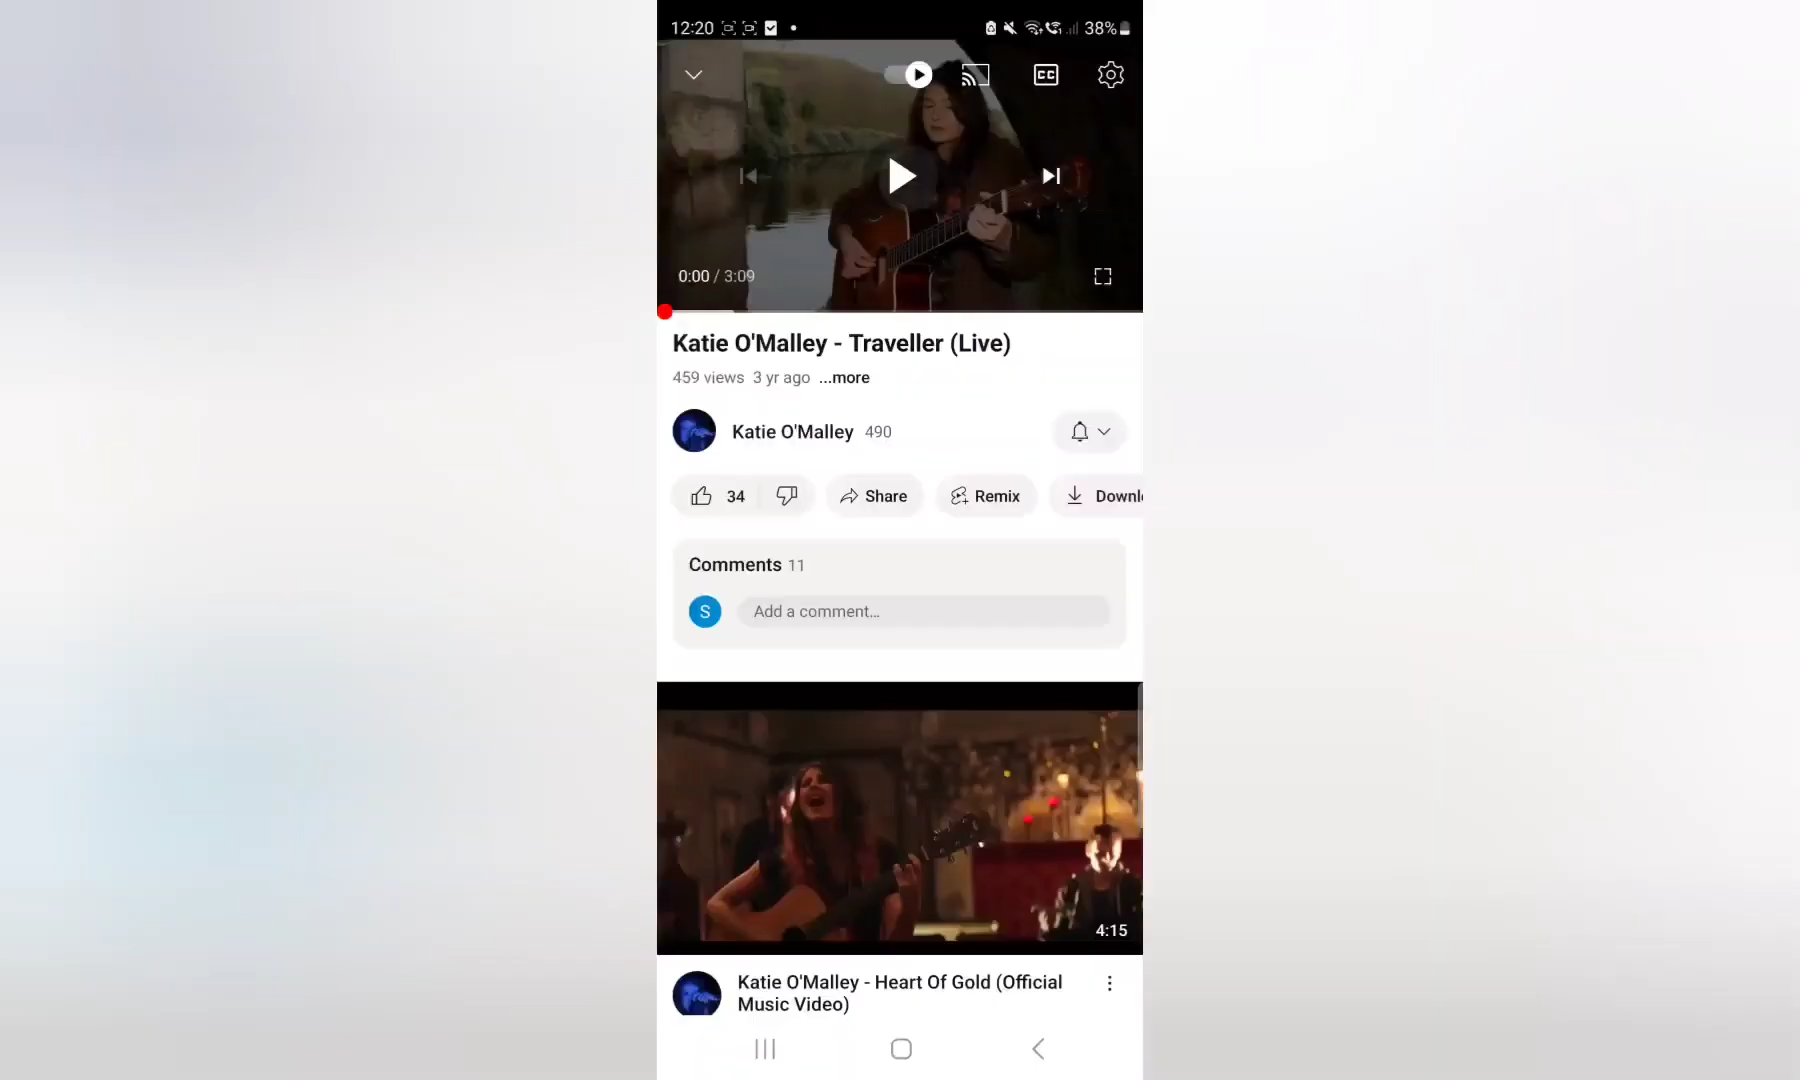 12:20
38%
CC
0:00 / 3:09
Katie O'Malley - Traveller (Live)
459 views 3 yr ago ...more
Katie O'Malley 490
34 Share Remix Downl
Comments 11
S Add a comment...
4:15
Katie O'Malley - Heart Of Gold (Official
Music Video)